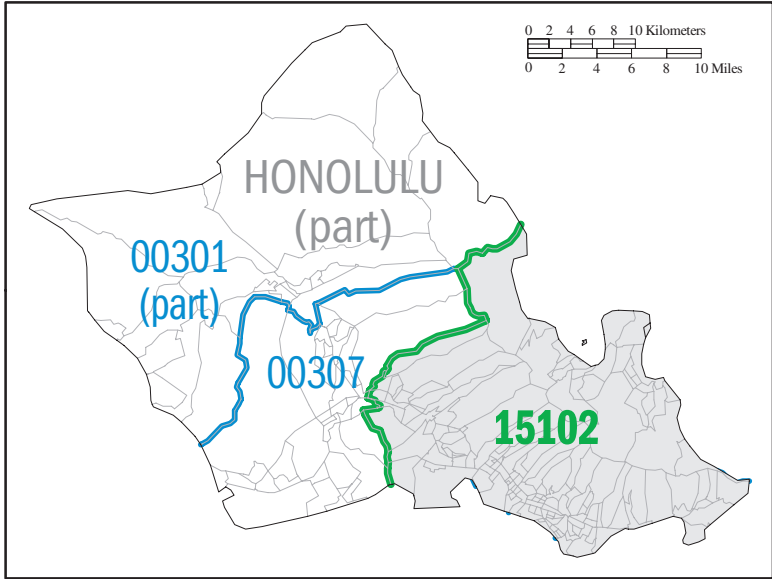 0 2 4 6 8 10 Kilometers
0 2 4 6 8 10 Miles
HONOLULU
(part)
00301
(part)
00307
15102